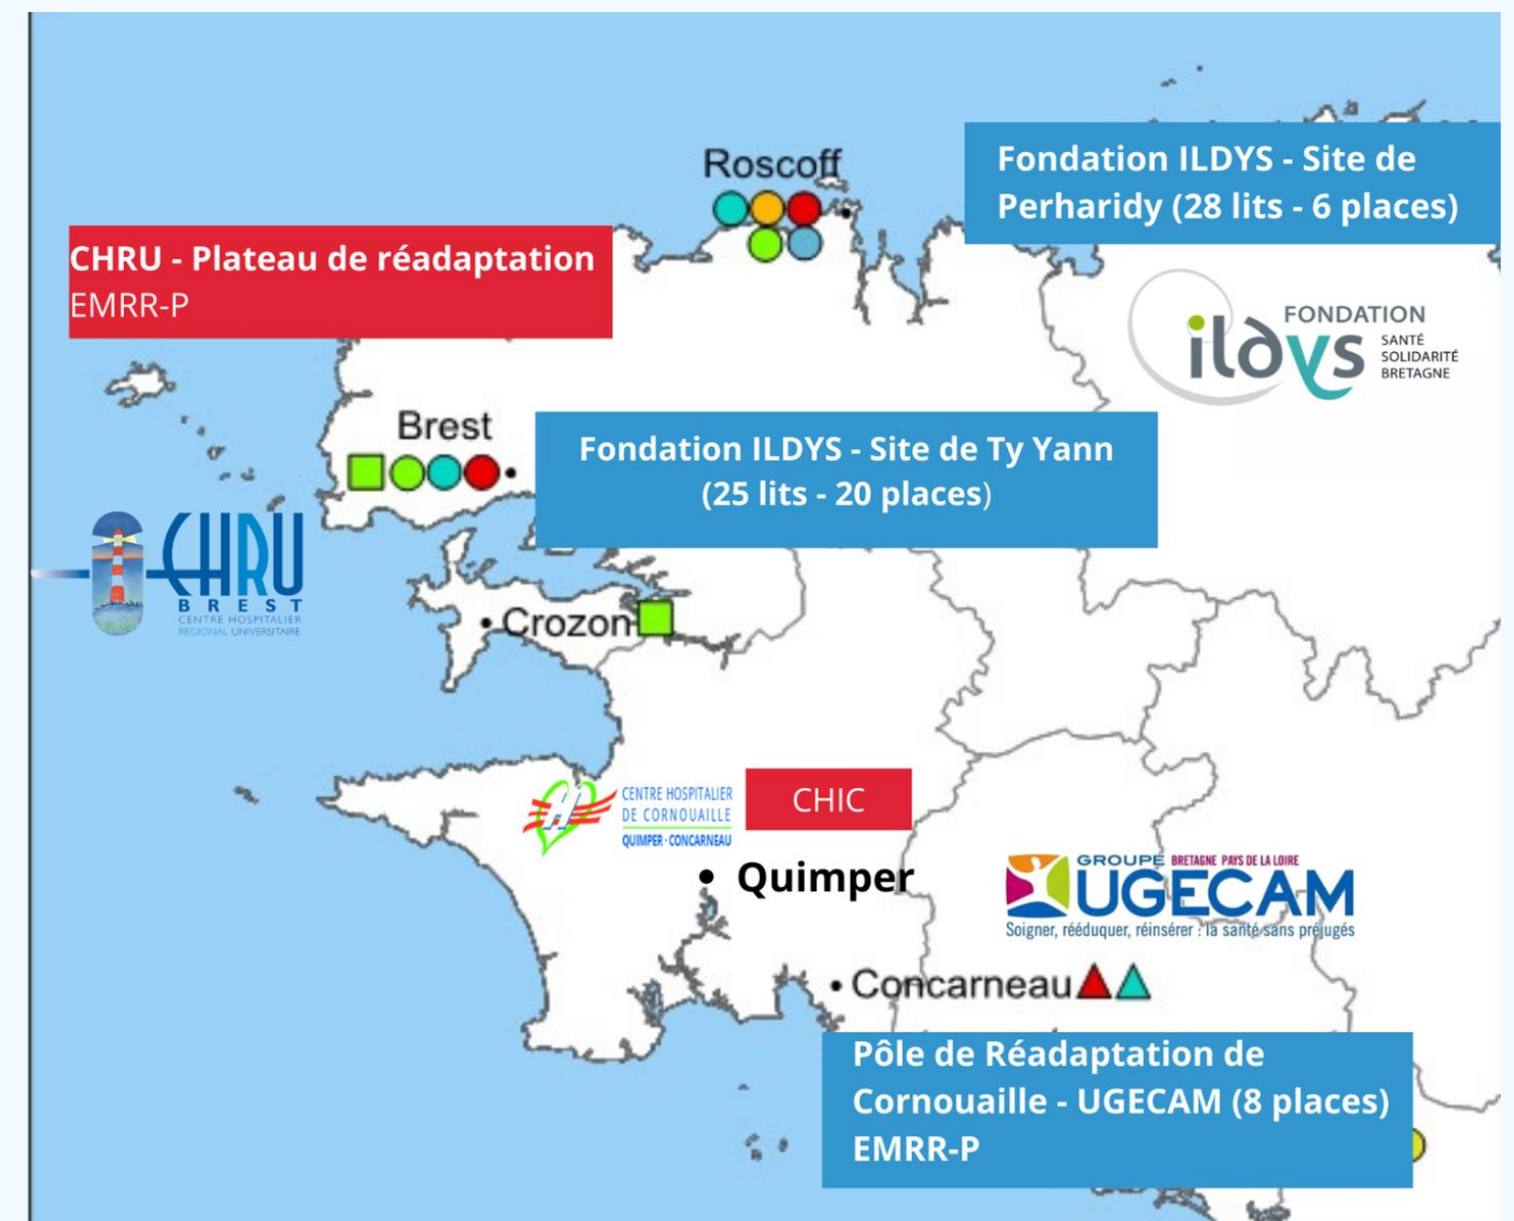 Fondation ILDYS - Site de
Perharidy (28 lits - 6 places)
Roscoff
CHRU - Plateau de réadaptation
EMRR-P
FONDATION
ildys
SANTÉ
SOLIDARITÉ
BRETAGNE
Brest
Fondation ILDYS - Site de Ty Yann
(25 lits - 20 places)
CHRU
BREST
CENTRE HOSPITALIER
REGIONAL UNIVERSITAIRE
Crozon
CENTRE HOSPITALIER
DE CORNOUAILLE
QUIMPER · CONCARNEAU
CHIC
Quimper
GROUPE BRETAGNE PAYS DE LA LOIRE
UGECAM
Soigner, rééduquer, réinsérer : la santé sans préjugés
Concarneau
Pôle de Réadaptation de
Cornouaille - UGECAM (8 places)
EMRR-P